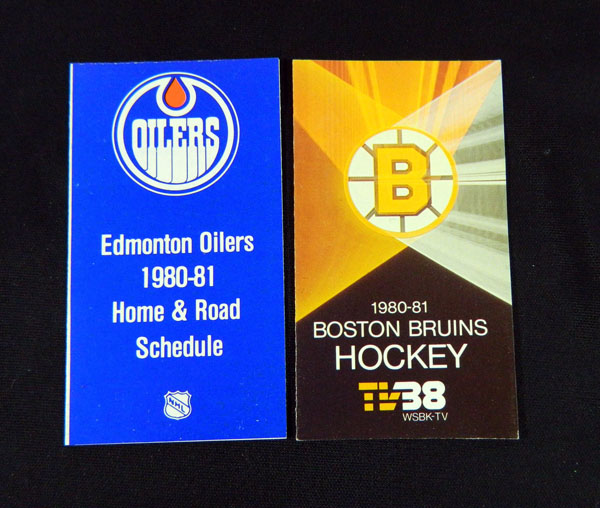 OILERS
Edmonton Oilers
1980-81
Home & Road
Schedule
NHL
B
1980-81
BOSTON BRUINS
HOCKEY
TV38
WSBK-TV